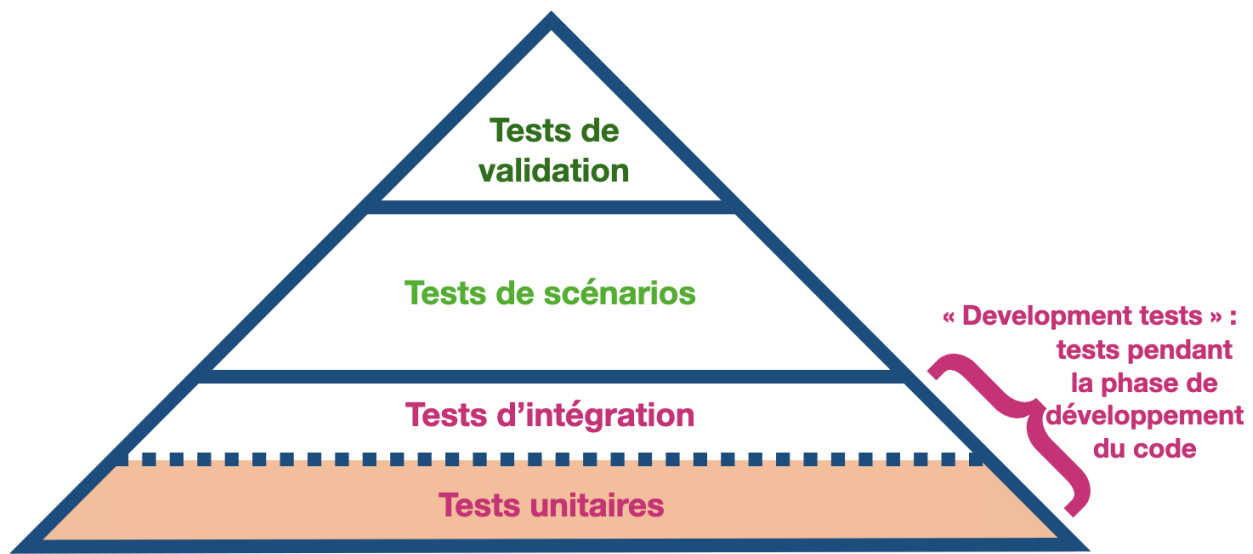 Tests de
validation
Tests de scénarios
« Development tests » :
tests pendant
la phase de
développement
du code
Tests d’intégration
Tests unitaires